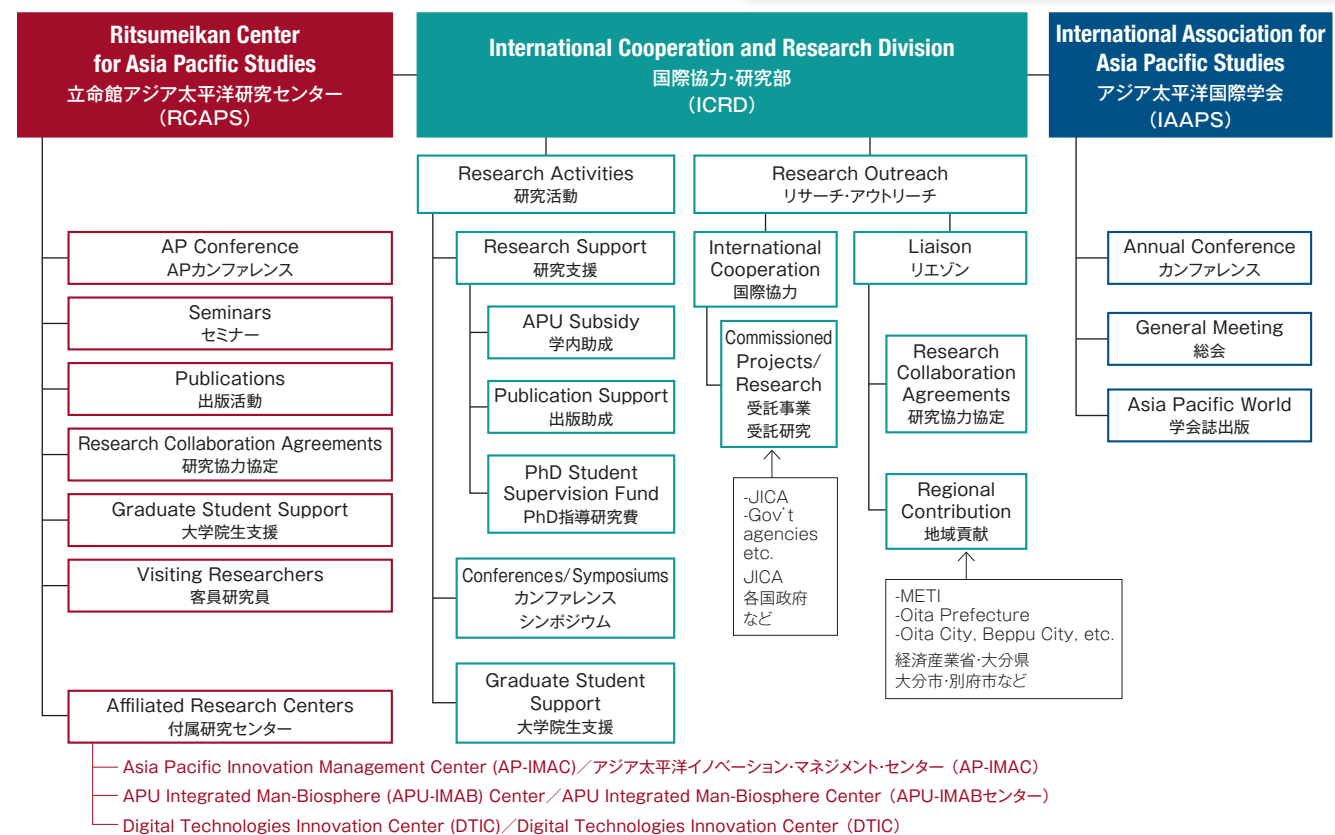 Ritsumeikan Center
for Asia Pacific Studies
立命館アジア太平洋研究センター
（RCAPS）
AP Conference
APカンファレンス
Seminars
セミナー
Publications
出版活動
Research Collaboration Agreements
研究協力協定
Graduate Student Support
大学院生支援
Visiting Researchers
客員研究員
Affiliated Research Centers
付属研究センター
Asia Pacific Innovation Management Center (AP-IMAC)／アジア太平洋イノベーション・マネジメント・センター（AP-IMAC）
APU Integrated Man-Biosphere (APU-IMAB) Center／APU Integrated Man-Biosphere Center（APU-IMABセンター）
Digital Technologies Innovation Center (DTIC)／Digital Technologies Innovation Center（DTIC）
International Cooperation and Research Division
国際協力・研究部
（ICRD）
Research Activities
研究活動
Research Support
研究支援
APU Subsidy
学内助成
Publication Support
出版助成
PhD Student
Supervision Fund
PhD指導研究費
Conferences/Symposiums
カンファレンス
シンポジウム
Graduate Student
Support
大学院生支援
Research Outreach
リサーチ・アウトリーチ
International
Cooperation
国際協力
Commissioned
Projects/
Research
受託事業
受託研究
-JICA
-Gov't
agencies
etc.
JICA
各国政府
など
Liaison
リエゾン
Research
Collaboration
Agreements
研究協力協定
Regional
Contribution
地域貢献
-METI
-Oita Prefecture
-Oita City, Beppu City, etc.
経済産業省・大分県
大分市・別府市など
International Association for
Asia Pacific Studies
アジア太平洋国際学会
（IAAPS）
Annual Conference
カンファレンス
General Meeting
総会
Asia Pacific World
学会誌出版